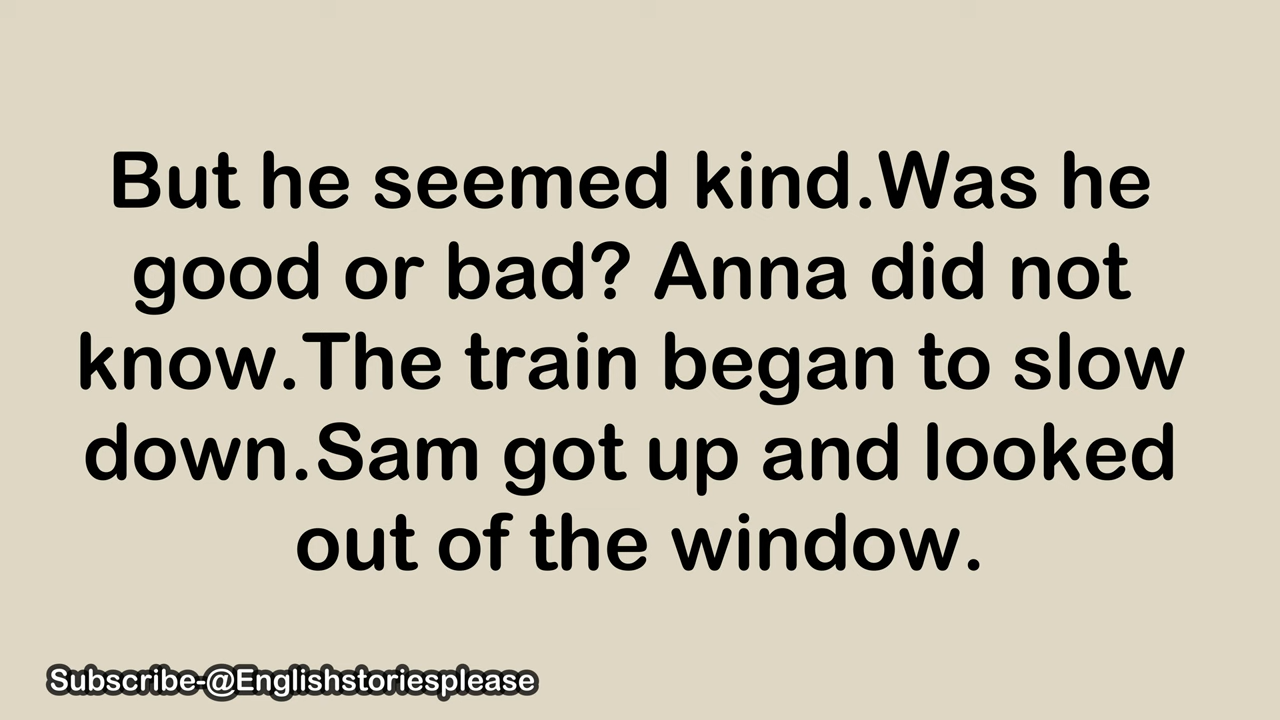 But he seemed kind.Was he
good or bad? Anna did not
know.The train began to slow
down.Sam got up and looked
out of the window.
Subscribe-@Englishstoriesplease